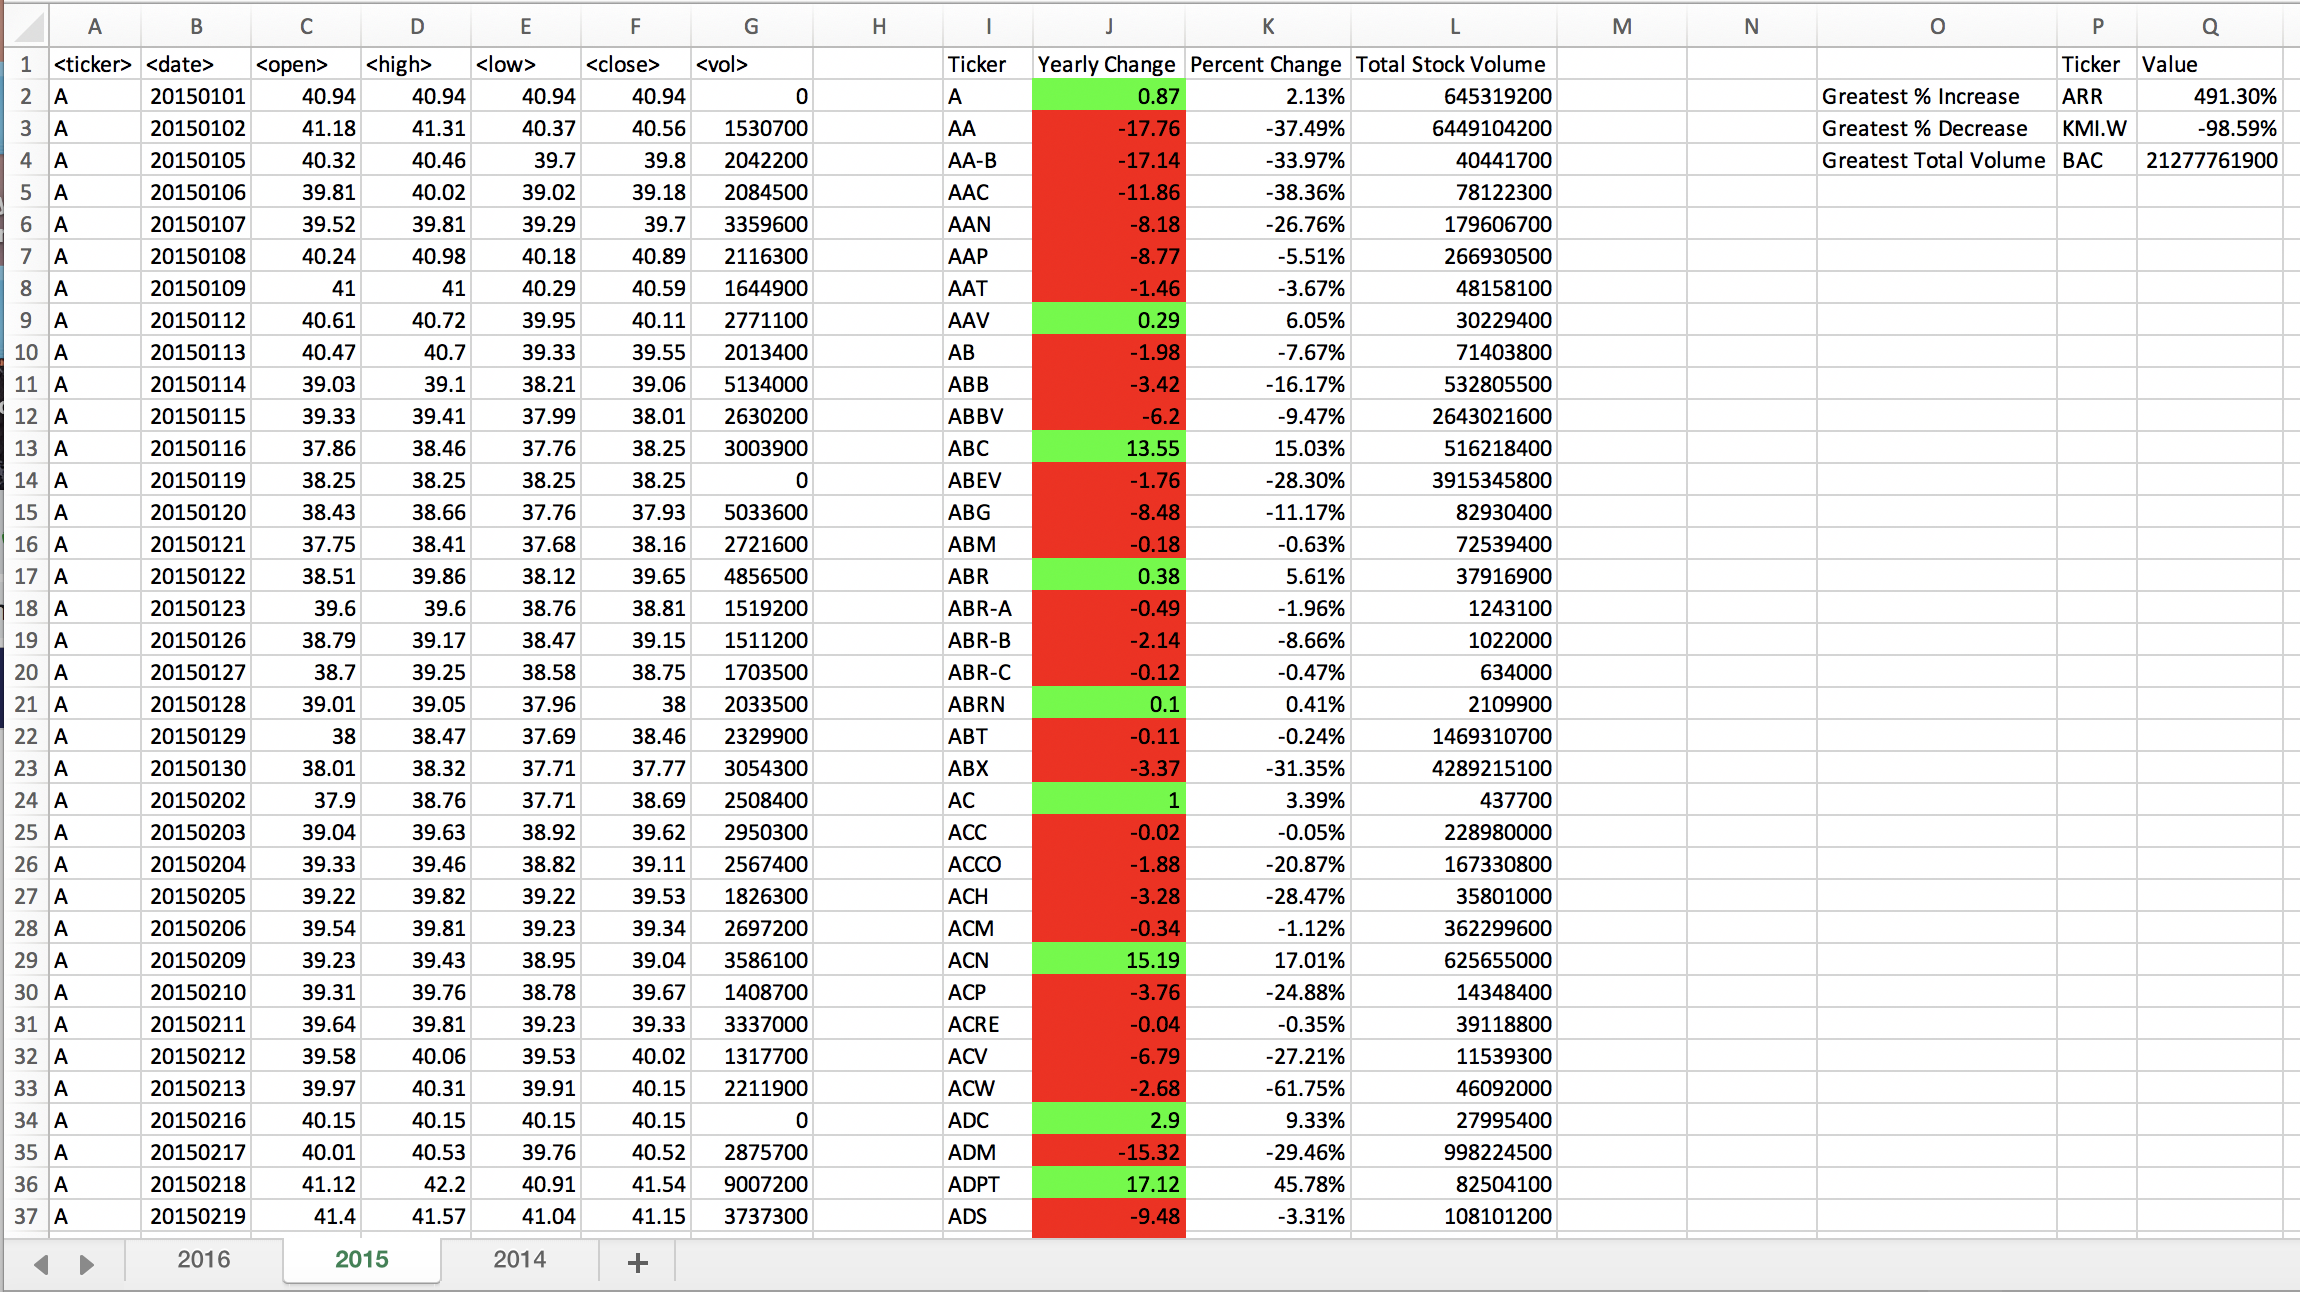 A B C D E F G H I J K L M N O P Q
1 <ticker> <date> <open> <high> <low> <close> <vol> Ticker Yearly Change Percent Change Total Stock Volume Ticker Value
2 A 20150101 40.94 40.94 40.94 40.94 0 A 0.87 2.13% 645319200 Greatest % Increase ARR 491.30%
3 A 20150102 41.18 41.31 40.37 40.56 1530700 AA -17.76 -37.49% 6449104200 Greatest % Decrease KMI.W -98.59%
4 A 20150105 40.32 40.46 39.7 39.8 2042200 AA-B -17.14 -33.97% 40441700 Greatest Total Volume BAC 21277761900
5 A 20150106 39.81 40.02 39.02 39.18 2084500 AAC -11.86 -38.36% 78122300
6 A 20150107 39.52 39.81 39.29 39.7 3359600 AAN -8.18 -26.76% 179606700
7 A 20150108 40.24 40.98 40.18 40.89 2116300 AAP -8.77 -5.51% 266930500
8 A 20150109 41 41 40.29 40.59 1644900 AAT -1.46 -3.67% 48158100
9 A 20150112 40.61 40.72 39.95 40.11 2771100 AAV 0.29 6.05% 30229400
10 A 20150113 40.47 40.7 39.33 39.55 2013400 AB -1.98 -7.67% 71403800
11 A 20150114 39.03 39.1 38.21 39.06 5134000 ABB -3.42 -16.17% 532805500
12 A 20150115 39.33 39.41 37.99 38.01 2630200 ABBV -6.2 -9.47% 2643021600
13 A 20150116 37.86 38.46 37.76 38.25 3003900 ABC 13.55 15.03% 516218400
14 A 20150119 38.25 38.25 38.25 38.25 0 ABEV -1.76 -28.30% 3915345800
15 A 20150120 38.43 38.66 37.76 37.93 5033600 ABG -8.48 -11.17% 82930400
16 A 20150121 37.75 38.41 37.68 38.16 2721600 ABM -0.18 -0.63% 72539400
17 A 20150122 38.51 39.86 38.12 39.65 4856500 ABR 0.38 5.61% 37916900
18 A 20150123 39.6 39.6 38.76 38.81 1519200 ABR-A -0.49 -1.96% 1243100
19 A 20150126 38.79 39.17 38.47 39.15 1511200 ABR-B -2.14 -8.66% 1022000
20 A 20150127 38.7 39.25 38.58 38.75 1703500 ABR-C -0.12 -0.47% 634000
21 A 20150128 39.01 39.05 37.96 38 2033500 ABRN 0.1 0.41% 2109900
22 A 20150129 38 38.47 37.69 38.46 2329900 ABT -0.11 -0.24% 1469310700
23 A 20150130 38.01 38.32 37.71 37.77 3054300 ABX -3.37 -31.35% 4289215100
24 A 20150202 37.9 38.76 37.71 38.69 2508400 AC 1 3.39% 437700
25 A 20150203 39.04 39.63 38.92 39.62 2950300 ACC -0.02 -0.05% 228980000
26 A 20150204 39.33 39.46 38.82 39.11 2567400 ACCO -1.88 -20.87% 167330800
27 A 20150205 39.22 39.82 39.22 39.53 1826300 ACH -3.28 -28.47% 35801000
28 A 20150206 39.54 39.81 39.23 39.34 2697200 ACM -0.34 -1.12% 362299600
29 A 20150209 39.23 39.43 38.95 39.04 3586100 ACN 15.19 17.01% 625655000
30 A 20150210 39.31 39.76 38.78 39.67 1408700 ACP -3.76 -24.88% 14348400
31 A 20150211 39.64 39.81 39.23 39.33 3337000 ACRE -0.04 -0.35% 39118800
32 A 20150212 39.58 40.06 39.53 40.02 1317700 ACV -6.79 -27.21% 11539300
33 A 20150213 39.97 40.31 39.91 40.15 2211900 ACW -2.68 -61.75% 46092000
34 A 20150216 40.15 40.15 40.15 40.15 0 ADC 2.9 9.33% 27995400
35 A 20150217 40.01 40.53 39.76 40.52 2875700 ADM -15.32 -29.46% 998224500
36 A 20150218 41.12 42.2 40.91 41.54 9007200 ADPT 17.12 45.78% 82504100
37 A 20150219 41.4 41.57 41.04 41.15 3737300 ADS -9.48 -3.31% 108101200
2016 2015 2014 +